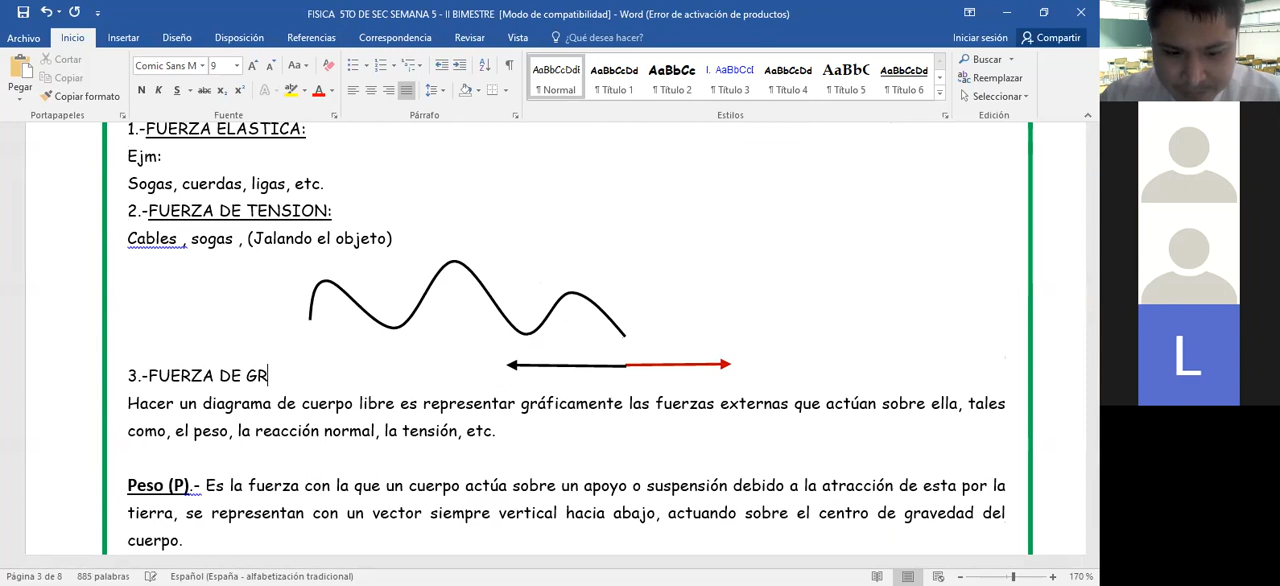 FISICA 5TO DE SEC SEMANA 5 - II BIMESTRE [Modo de compatibilidad] - Word (Error de activación de productos)
Archivo Inicio Insertar Diseño Disposición Referencias Correspondencia Revisar Vista ¿Qué desea hacer? Iniciar sesión Compartir
Pegar
Cortar
Copiar
Copiar formato
Portapapeles
Comic Sans M 9
N K S abc x₂ x²
Fuente
Párrafo
AaBbCcDdI AaBbCcDd AaBbCc I. AaBbCcI AaBbCcDd AaBbC AaBbCcDd
¶ Normal ¶ Título 1 ¶ Título 2 ¶ Título 3 ¶ Título 4 ¶ Título 5 ¶ Título 6
Estilos
Buscar
Reemplazar
Seleccionar
Edición
1.-FUERZA ELASTICA:
Ejm:
Sogas, cuerdas, ligas, etc.
2.-FUERZA DE TENSION:
Cables , sogas , (Jalando el objeto)
3.-FUERZA DE GR
Hacer un diagrama de cuerpo libre es representar gráficamente las fuerzas externas que actúan sobre ella, tales
como, el peso, la reacción normal, la tensión, etc.
Peso (P).- Es la fuerza con la que un cuerpo actúa sobre un apoyo o suspensión debido a la atracción de esta por la
tierra, se representan con un vector siempre vertical hacia abajo, actuando sobre el centro de gravedad del
cuerpo.
L
Página 3 de 8 885 palabras Español (España - alfabetización tradicional) 170 %